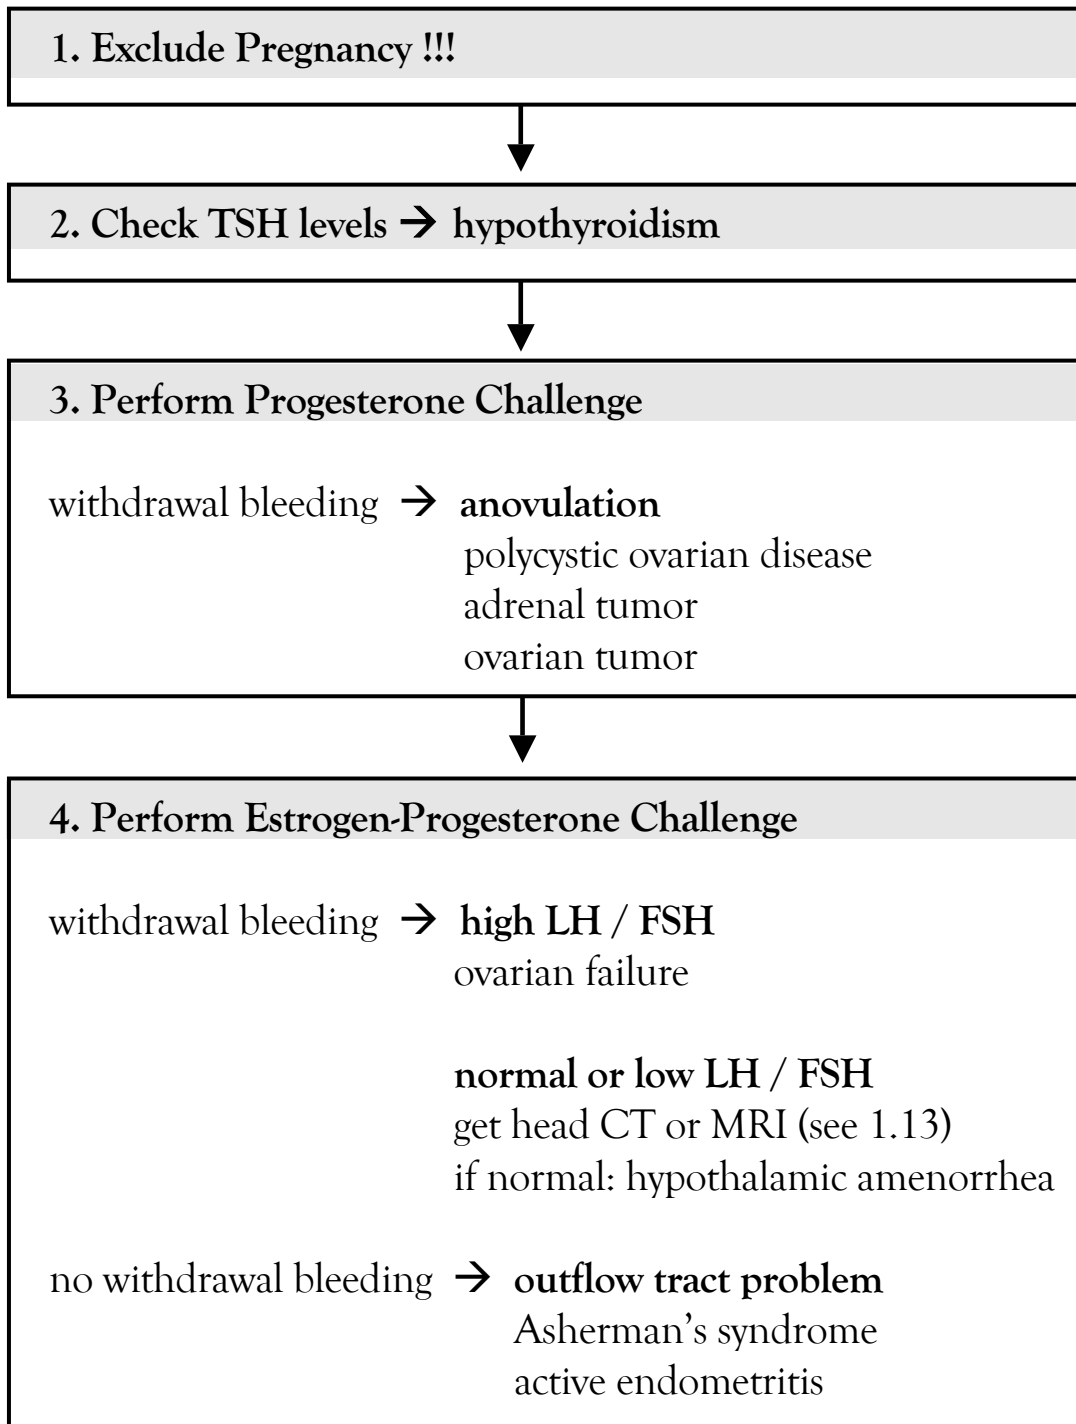 1. Exclude Pregnancy !!!
2. Check TSH levels → hypothyroidism
3. Perform Progesterone Challenge
withdrawal bleeding → anovulation
polycystic ovarian disease
adrenal tumor
ovarian tumor
4. Perform Estrogen-Progesterone Challenge
withdrawal bleeding → high LH / FSH
ovarian failure
normal or low LH / FSH
get head CT or MRI (see 1.13)
if normal: hypothalamic amenorrhea
no withdrawal bleeding → outflow tract problem
Asherman’s syndrome
active endometritis